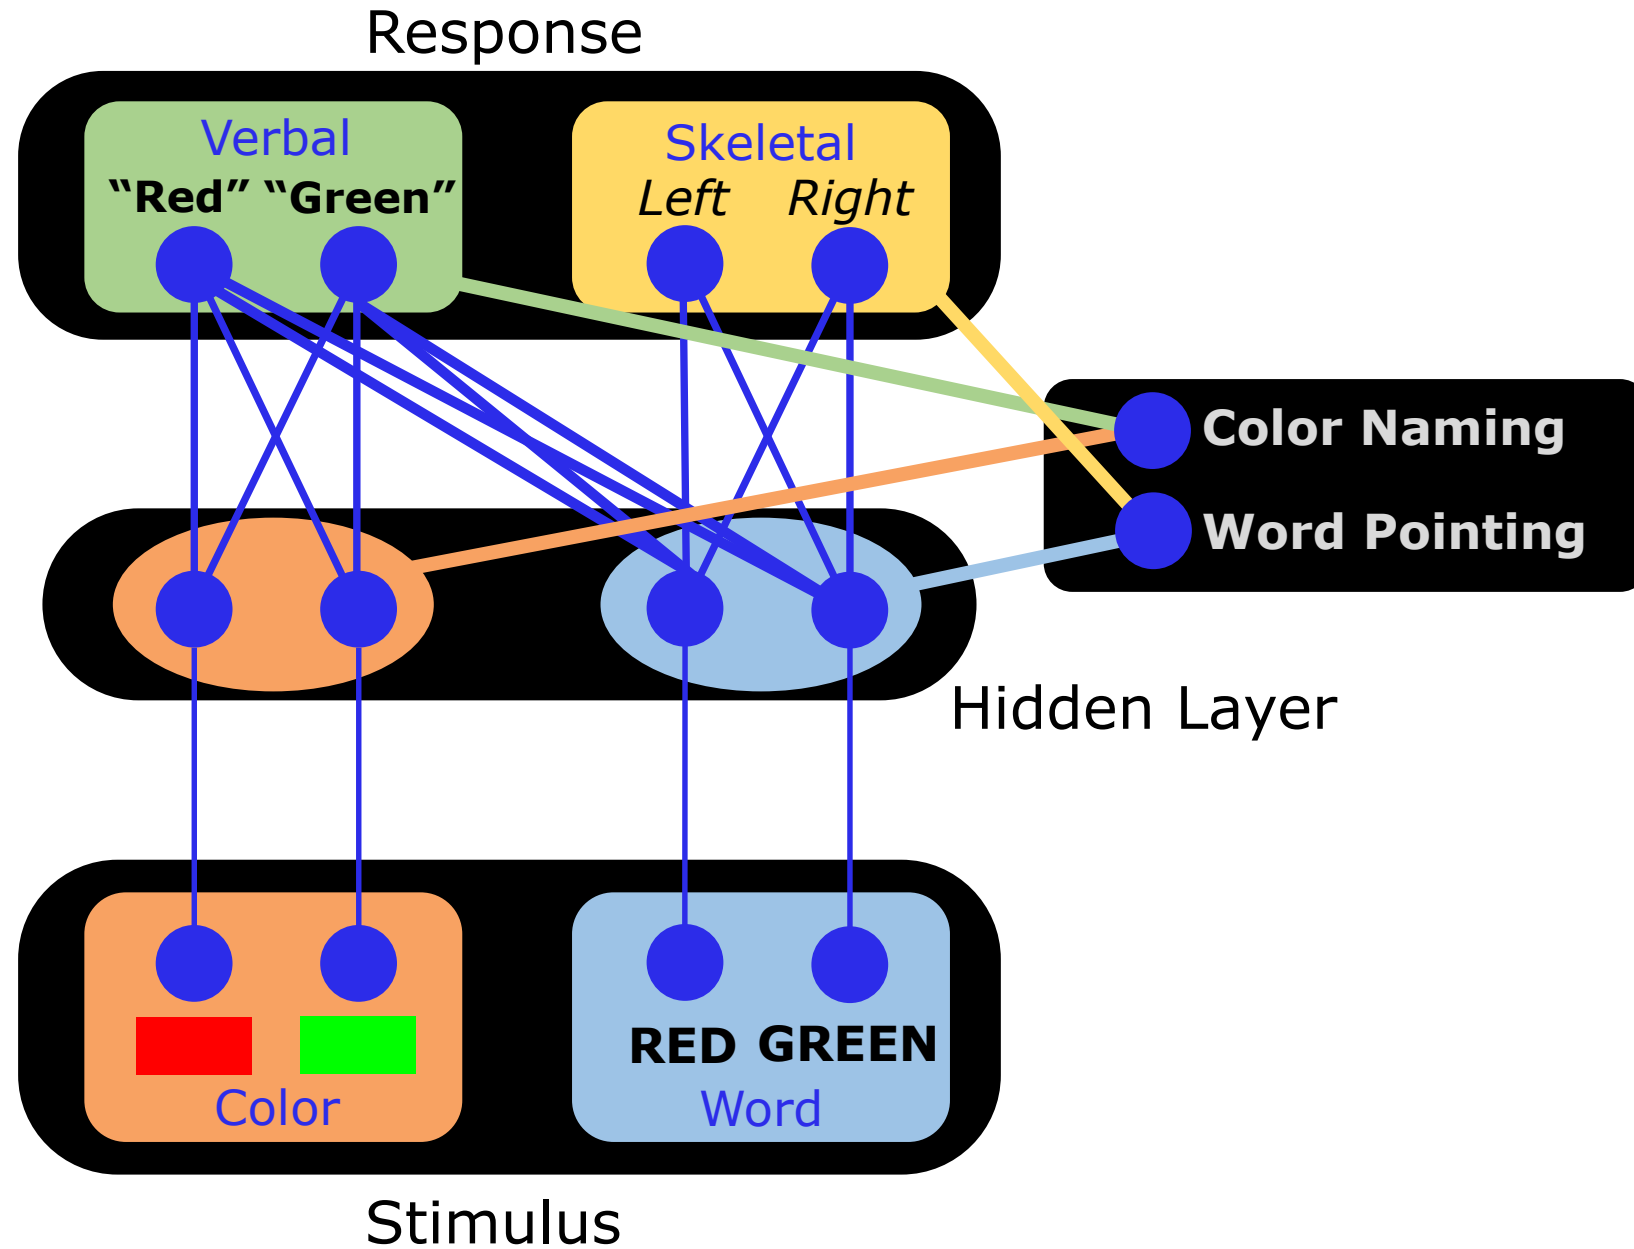 Response
Verbal
“Red” “Green”
Skeletal
Left Right
Color Naming
Word Pointing
Hidden Layer
RED GREEN
Color
Word
Stimulus